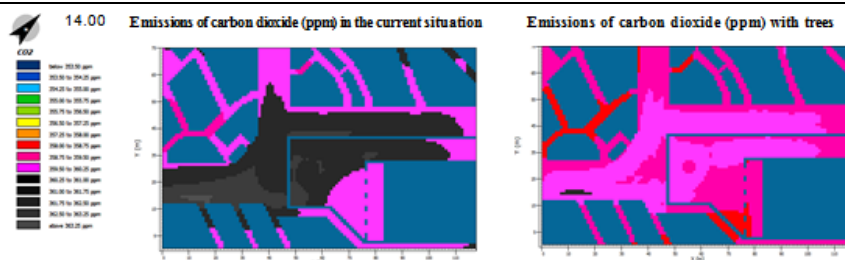 14.00
Emissions of carbon dioxide (ppm) in the current situation
Emissions of carbon dioxide (ppm) with trees
CO2
below 353.50 ppm
353.50 to 354.25 ppm
354.25 to 355.00 ppm
355.00 to 355.75 ppm
355.75 to 356.50 ppm
356.50 to 357.25 ppm
357.25 to 358.00 ppm
358.00 to 358.75 ppm
358.75 to 359.50 ppm
359.50 to 360.25 ppm
360.25 to 361.00 ppm
361.00 to 361.75 ppm
361.75 to 362.50 ppm
362.50 to 363.25 ppm
above 363.25 ppm
Y (m)
Y (m)